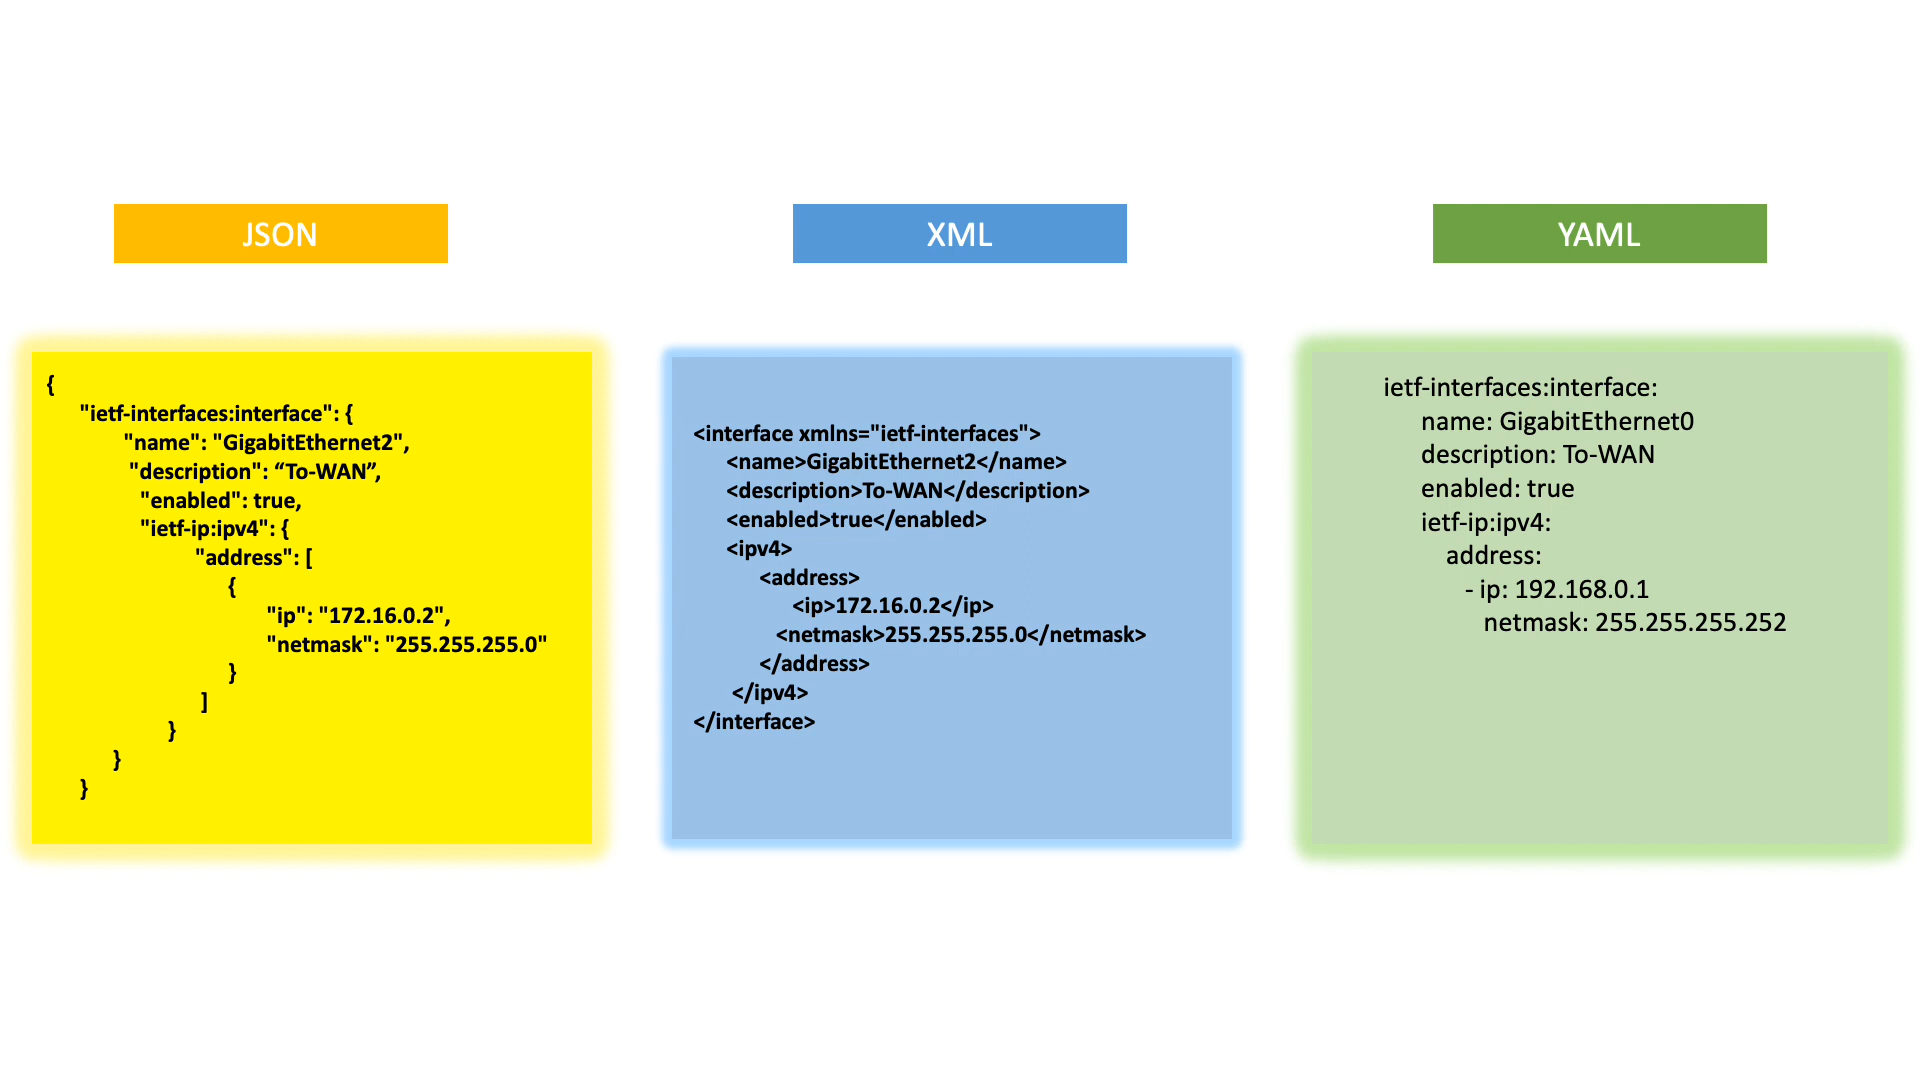 JSON
XML
YAML
{
"ietf-interfaces:interface": {
"name": "GigabitEthernet2",
"description": “To-WAN”,
"enabled": true,
"ietf-ip:ipv4": {
"address": [
{
"ip": "172.16.0.2",
"netmask": "255.255.255.0"
}
]
}
}
}
<interface xmlns="ietf-interfaces">
<name>GigabitEthernet2</name>
<description>To-WAN</description>
<enabled>true</enabled>
<ipv4>
<address>
<ip>172.16.0.2</ip>
<netmask>255.255.255.0</netmask>
</address>
</ipv4>
</interface>
ietf-interfaces:interface:
name: GigabitEthernet0
description: To-WAN
enabled: true
ietf-ip:ipv4:
address:
- ip: 192.168.0.1
netmask: 255.255.255.252